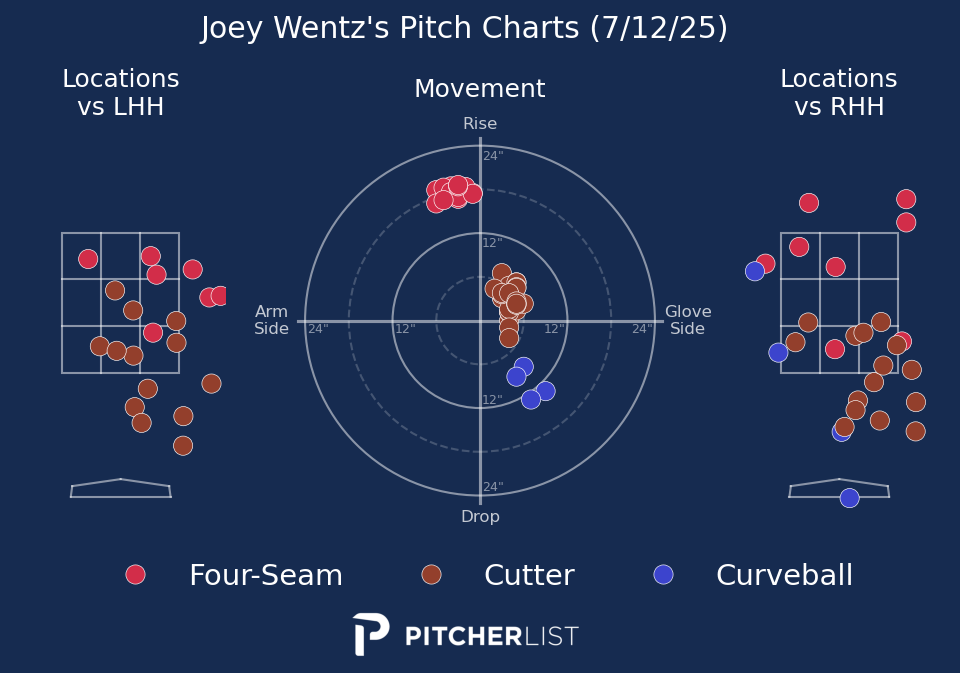 Joey Wentz's Pitch Charts (7/12/25)
Locations
vs LHH
Movement
Locations
vs RHH
Rise
24"
12"
Arm
Side
24"
12"
12"
24"
Glove
Side
12"
24"
Drop
Four-Seam
Cutter
Curveball
PITCHERLIST